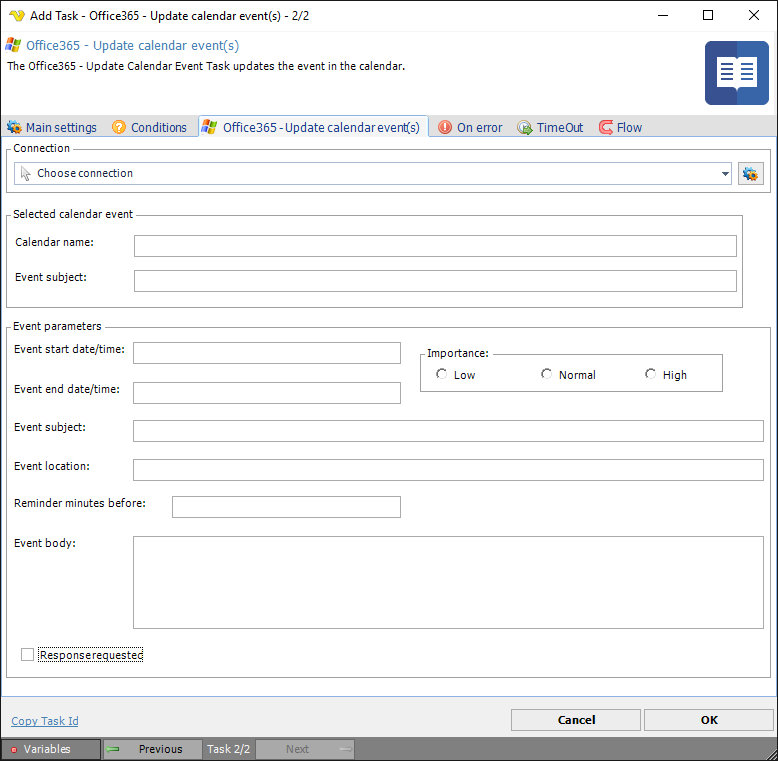 Add Task - Office365 - Update calendar event(s) - 2/2
Office365 - Update calendar event(s)
The Office365 - Update Calendar Event Task updates the event in the calendar.
Main settings Conditions Office365 - Update calendar event(s) On error TimeOut Flow
Connection
Choose connection
Selected calendar event
Calendar name:
Event subject:
Event parameters
Event start date/time:
Importance:
Low Normal High
Event end date/time:
Event subject:
Event location:
Reminder minutes before:
Event body:
Responserequested
Copy Task Id Cancel OK
Variables Previous Task 2/2 Next